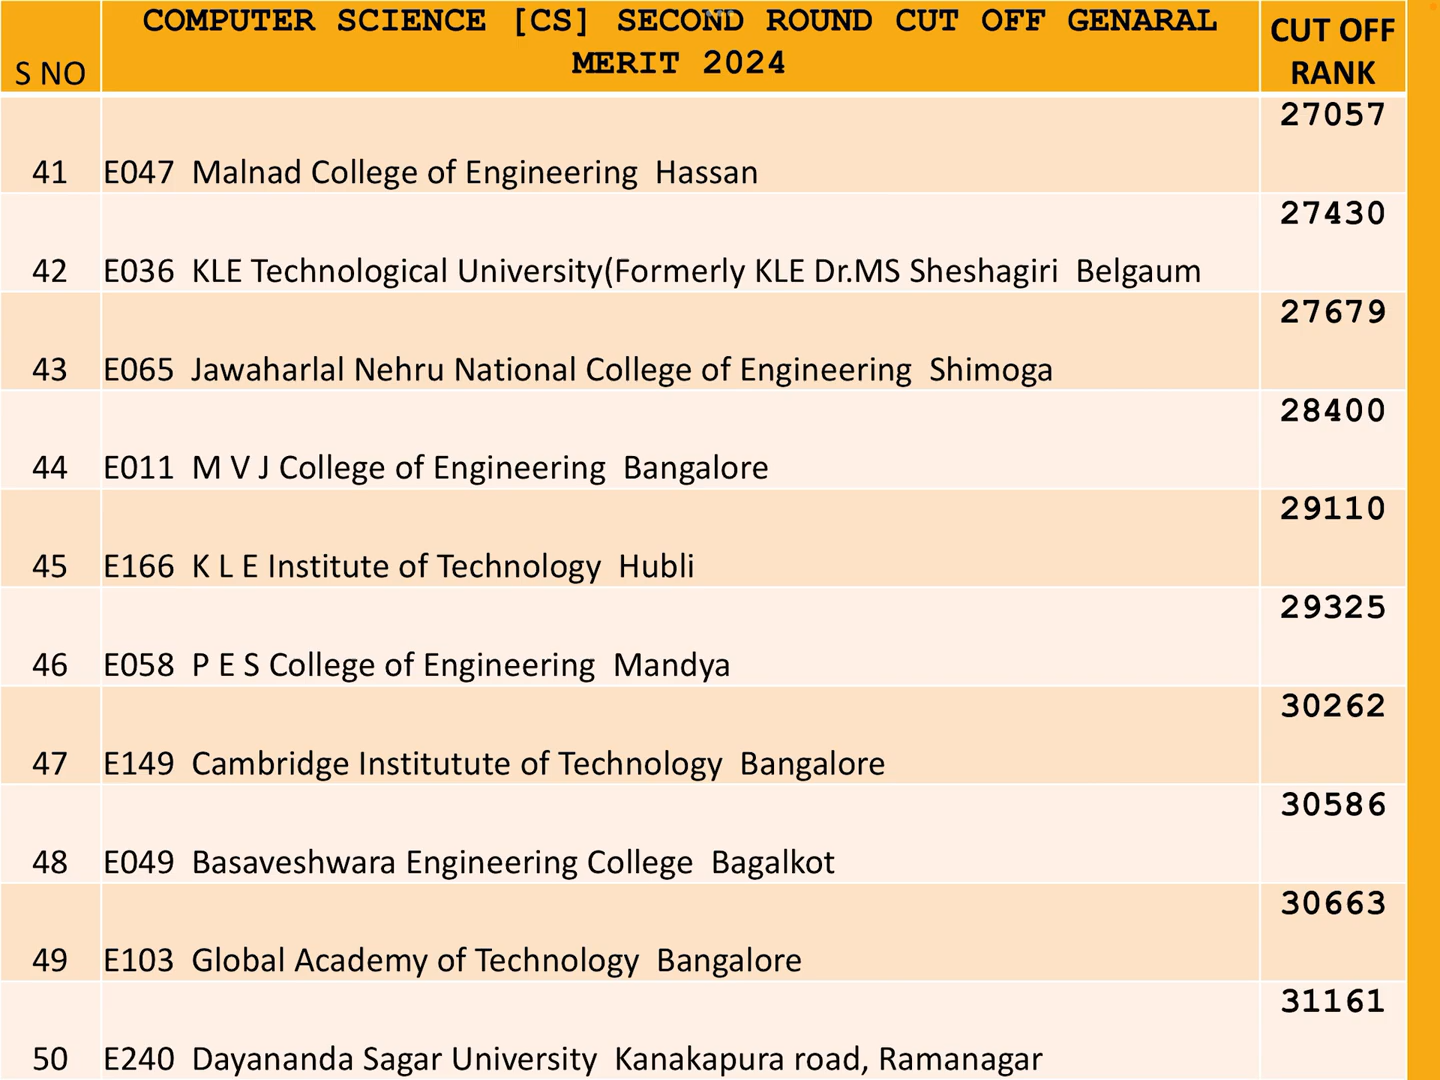 S NO COMPUTER SCIENCE [CS] SECOND ROUND CUT OFF GENARAL CUT OFF
MERIT 2024 RANK
41 E047 Malnad College of Engineering Hassan 27057
42 E036 KLE Technological University(Formerly KLE Dr.MS Sheshagiri Belgaum 27430
43 E065 Jawaharlal Nehru National College of Engineering Shimoga 27679
44 E011 M V J College of Engineering Bangalore 28400
45 E166 K L E Institute of Technology Hubli 29110
46 E058 P E S College of Engineering Mandya 29325
47 E149 Cambridge Institutute of Technology Bangalore 30262
48 E049 Basaveshwara Engineering College Bagalkot 30586
49 E103 Global Academy of Technology Bangalore 30663
50 E240 Dayananda Sagar University Kanakapura road, Ramanagar 31161